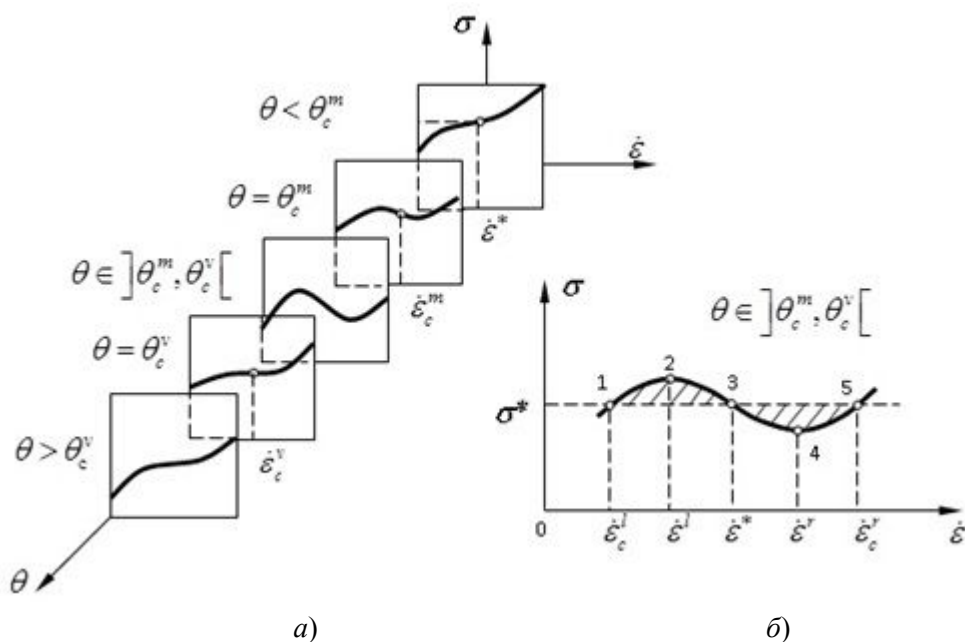 σ
θ < θ_c^m
ε̇
θ = θ_c^m
ε̇*
θ ∈ ]θ_c^m, θ_c^v[
ε̇_c^m
θ = θ_c^v
ε̇_c^v
θ > θ_c^v
θ
а)
σ
θ ∈ ]θ_c^m, θ_c^v[
1 2 3 5
σ*
4
0 ε̇_c^l ε̇^l ε̇* ε̇^r ε̇_c^r ε̇
б)